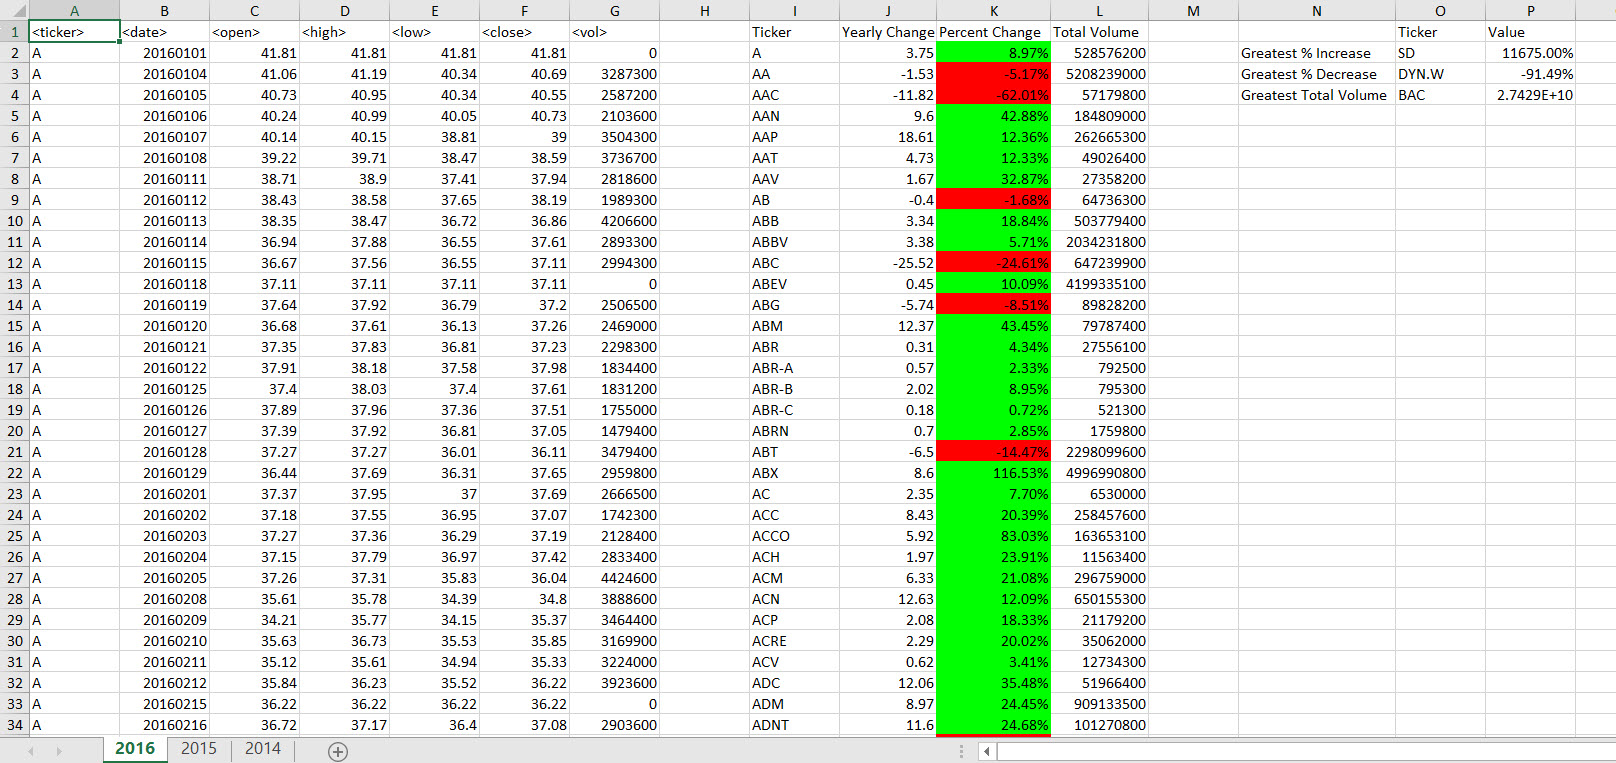 A B C D E F G H I J K L M N O P
1 <ticker> <date> <open> <high> <low> <close> <vol> Ticker Yearly Change Percent Change Total Volume Ticker Value
2 A 20160101 41.81 41.81 41.81 41.81 0 A 3.75 8.97% 528576200 Greatest % Increase SD 11675.00%
3 A 20160104 41.06 41.19 40.34 40.69 3287300 AA -1.53 -5.17% 5208239000 Greatest % Decrease DYN.W -91.49%
4 A 20160105 40.73 40.95 40.34 40.55 2587200 AAC -11.82 -62.01% 57179800 Greatest Total Volume BAC 2.7429E+10
5 A 20160106 40.24 40.99 40.05 40.73 2103600 AAN 9.6 42.88% 184809000
6 A 20160107 40.14 40.15 38.81 39 3504300 AAP 18.61 12.36% 262665300
7 A 20160108 39.22 39.71 38.47 38.59 3736700 AAT 4.73 12.33% 49026400
8 A 20160111 38.71 38.9 37.41 37.94 2818600 AAV 1.67 32.87% 27358200
9 A 20160112 38.43 38.58 37.65 38.19 1989300 AB -0.4 -1.68% 64736300
10 A 20160113 38.35 38.47 36.72 36.86 4206600 ABB 3.34 18.84% 503779400
11 A 20160114 36.94 37.88 36.55 37.61 2893300 ABBV 3.38 5.71% 2034231800
12 A 20160115 36.67 37.56 36.55 37.11 2994300 ABC -25.52 -24.61% 647239900
13 A 20160118 37.11 37.11 37.11 37.11 0 ABEV 0.45 10.09% 4199335100
14 A 20160119 37.64 37.92 36.79 37.2 2506500 ABG -5.74 -8.51% 89828200
15 A 20160120 36.68 37.61 36.13 37.26 2469000 ABM 12.37 43.45% 79787400
16 A 20160121 37.35 37.83 36.81 37.23 2298300 ABR 0.31 4.34% 27556100
17 A 20160122 37.91 38.18 37.58 37.98 1834400 ABR-A 0.57 2.33% 792500
18 A 20160125 37.4 38.03 37.4 37.61 1831200 ABR-B 2.02 8.95% 795300
19 A 20160126 37.89 37.96 37.36 37.51 1755000 ABR-C 0.18 0.72% 521300
20 A 20160127 37.39 37.92 36.81 37.05 1479400 ABRN 0.7 2.85% 1759800
21 A 20160128 37.27 37.27 36.01 36.11 3479400 ABT -6.5 -14.47% 2298099600
22 A 20160129 36.44 37.69 36.31 37.65 2959800 ABX 8.6 116.53% 4996990800
23 A 20160201 37.37 37.95 37 37.69 2666500 AC 2.35 7.70% 6530000
24 A 20160202 37.18 37.55 36.95 37.07 1742300 ACC 8.43 20.39% 258457600
25 A 20160203 37.27 37.36 36.29 37.19 2128400 ACCO 5.92 83.03% 163653100
26 A 20160204 37.15 37.79 36.97 37.42 2833400 ACH 1.97 23.91% 11563400
27 A 20160205 37.26 37.31 35.83 36.04 4424600 ACM 6.33 21.08% 296759000
28 A 20160208 35.61 35.78 34.39 34.8 3888600 ACN 12.63 12.09% 650155300
29 A 20160209 34.21 35.77 34.15 35.37 3464400 ACP 2.08 18.33% 21179200
30 A 20160210 35.63 36.73 35.53 35.85 3169900 ACRE 2.29 20.02% 35062000
31 A 20160211 35.12 35.61 34.94 35.33 3224000 ACV 0.62 3.41% 12734300
32 A 20160212 35.84 36.23 35.52 36.22 3923600 ADC 12.06 35.48% 51966400
33 A 20160215 36.22 36.22 36.22 36.22 0 ADM 8.97 24.45% 909133500
34 A 20160216 36.72 37.17 36.4 37.08 2903600 ADNT 11.6 24.68% 101270800
2016 2015 2014